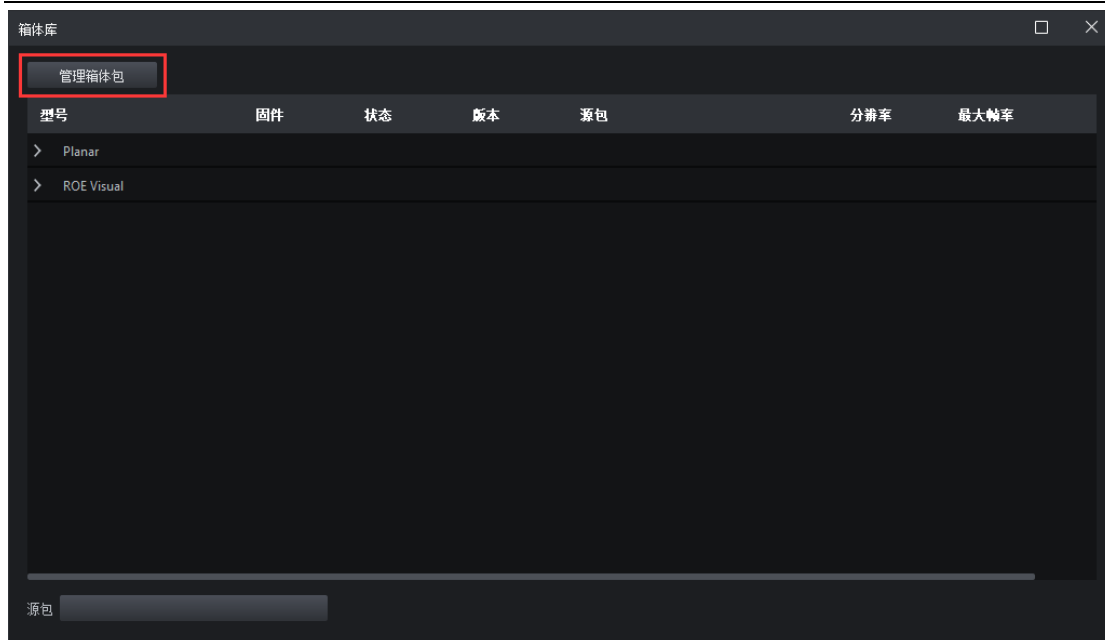 箱体库
管理箱体包
型号 固件 状态 版本 源包 分辨率 最大帧率
Planar
ROE Visual
源包